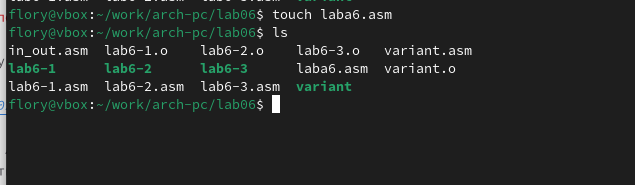 flory@vbox:~/work/arch-pc/lab06$ touch laba6.asm
flory@vbox:~/work/arch-pc/lab06$ ls
in_out.asm  lab6-1.o    lab6-2.o    lab6-3.o   variant.asm
lab6-1      lab6-2      lab6-3      laba6.asm  variant.o
lab6-1.asm  lab6-2.asm  lab6-3.asm  variant
flory@vbox:~/work/arch-pc/lab06$